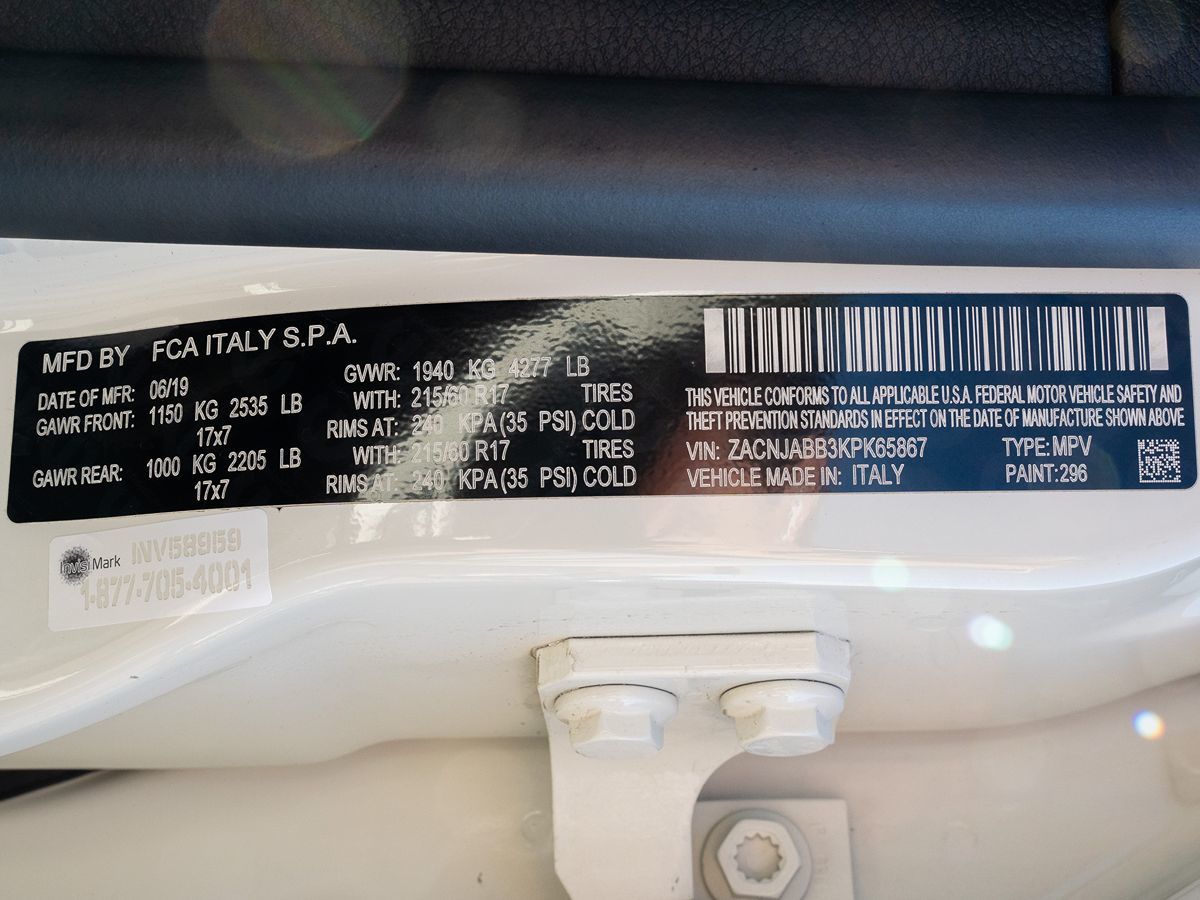 MFD BY FCA ITALY S.P.A.
DATE OF MFR: 06/19 GVWR: 1940 KG 4277 LB
GAWR FRONT: 1150 KG 2535 LB WITH: 215/60 R17 TIRES
17x7 RIMS AT: 240 KPA (35 PSI) COLD
GAWR REAR: 1000 KG 2205 LB WITH: 215/60 R17 TIRES
17x7 RIMS AT: 240 KPA (35 PSI) COLD
THIS VEHICLE CONFORMS TO ALL APPLICABLE U.S.A. FEDERAL MOTOR VEHICLE SAFETY AND
THEFT PREVENTION STANDARDS IN EFFECT ON THE DATE OF MANUFACTURE SHOWN ABOVE
VIN: ZACNJABB3KPK65867 TYPE: MPV
VEHICLE MADE IN: ITALY PAINT: 296
InvisiMark INV58959
1-877-705-4001